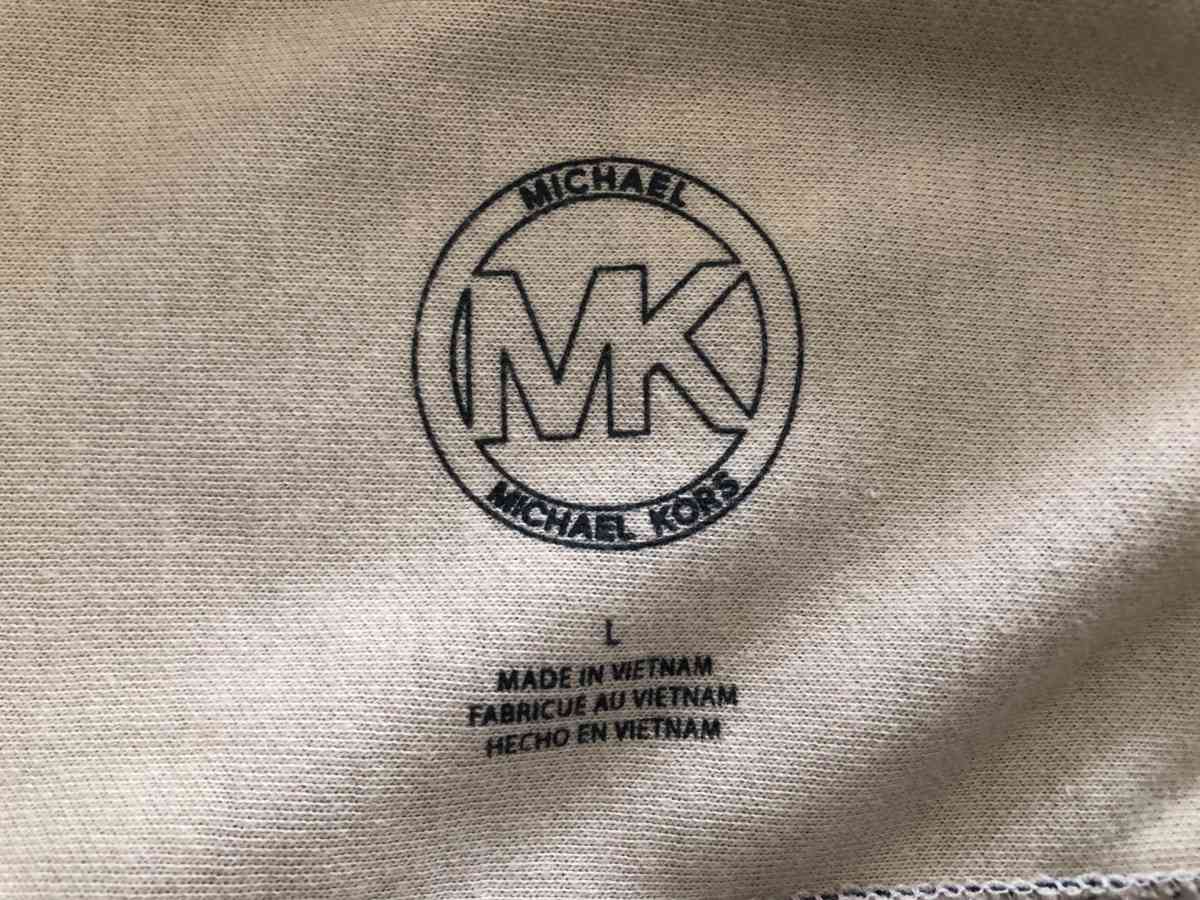 MICHAEL
MK
MICHAEL KORS
L
MADE IN VIETNAM
FABRICUE AU VIETNAM
HECHO EN VIETNAM